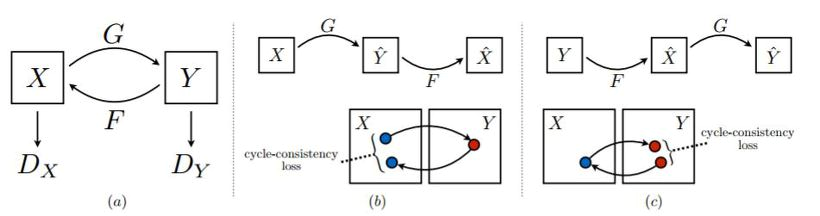 G
X
Y
F
D_X
D_Y
(a)
G
X
Ŷ
X̂
F
X
Y
cycle-consistency
loss
(b)
G
Y
X̂
Ŷ
F
X
Y
cycle-consistency
loss
(c)